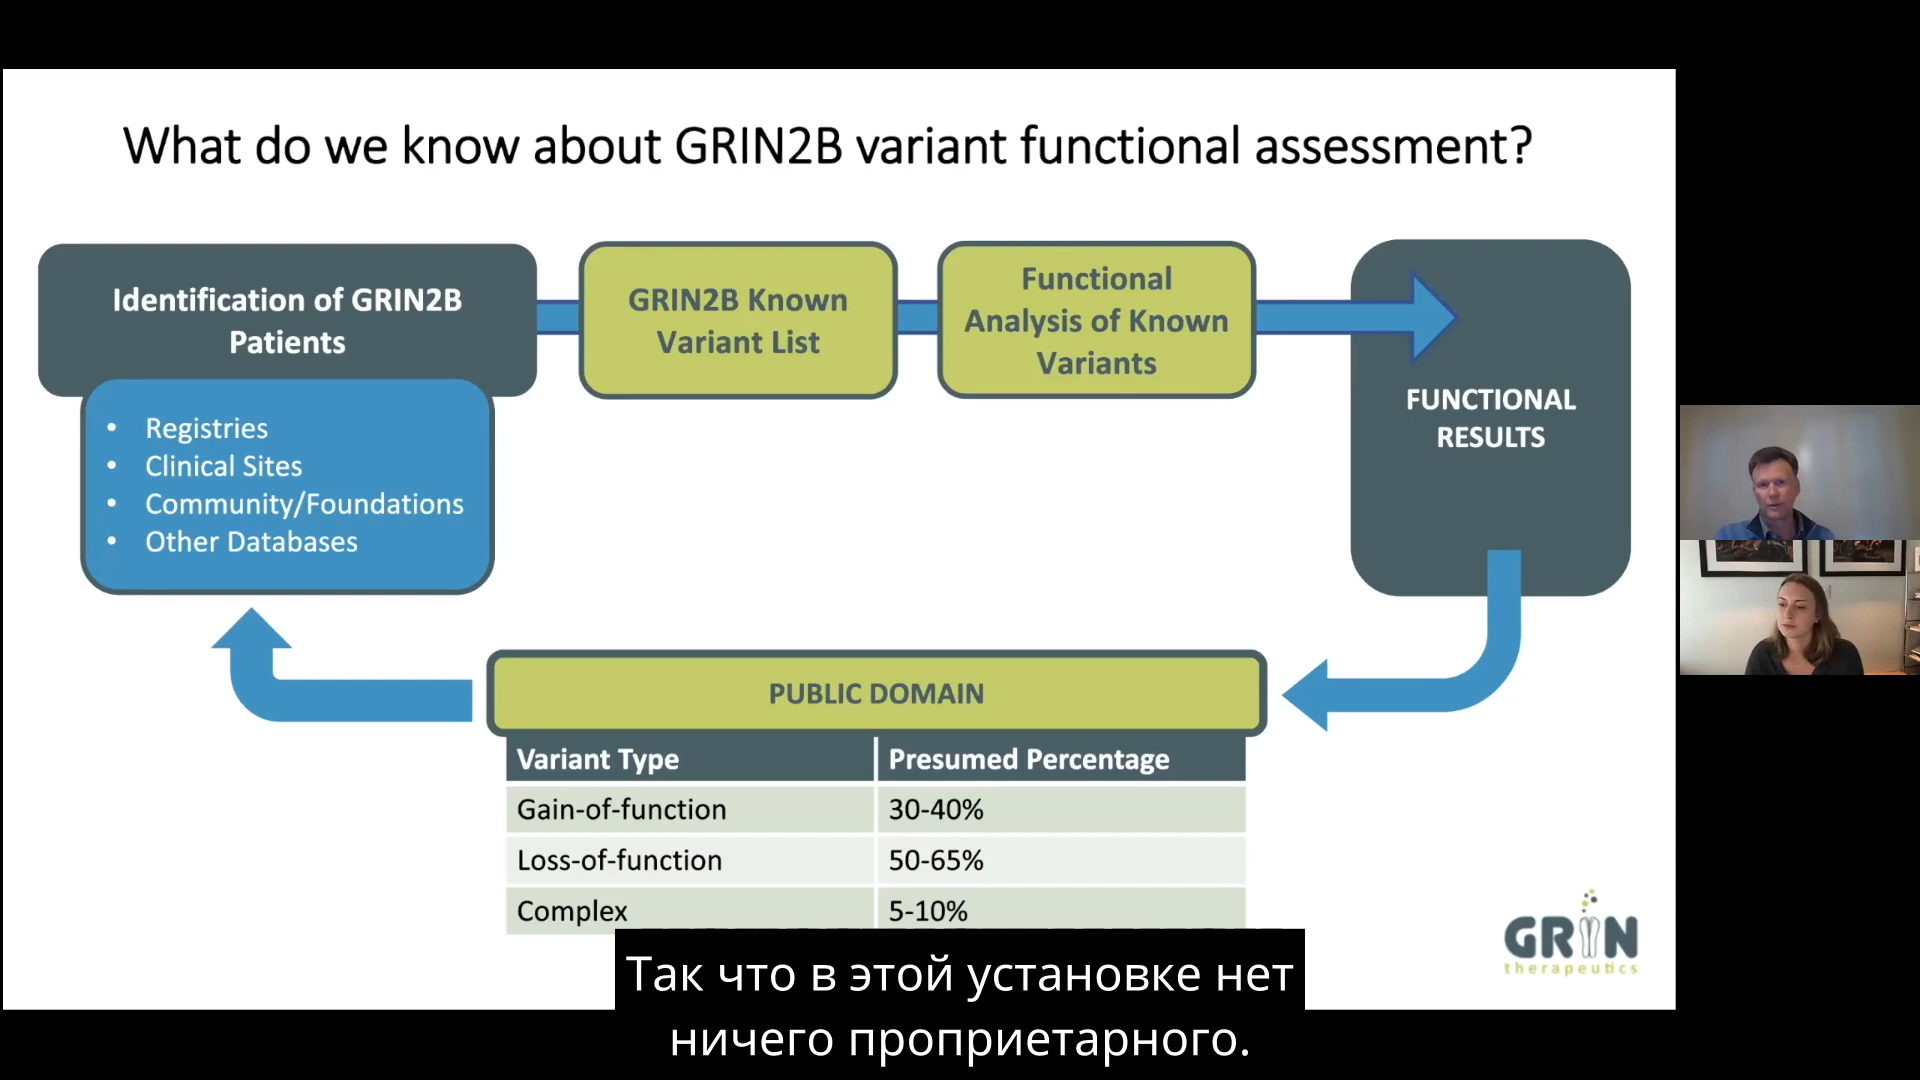 What do we know about GRIN2B variant functional assessment?
Identification of GRIN2B
Patients
• Registries
• Clinical Sites
• Community/Foundations
• Other Databases
GRIN2B Known
Variant List
Functional
Analysis of Known
Variants
FUNCTIONAL
RESULTS
PUBLIC DOMAIN
Variant Type Presumed Percentage
Gain-of-function 30-40%
Loss-of-function 50-65%
Complex 5-10%
GRIN
therapeutics
Так что в этой установке нет
ничего проприетарного.